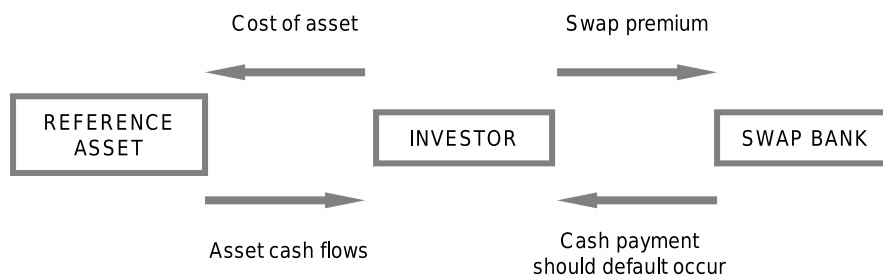 Cost of asset
Swap premium
REFERENCE
ASSET
INVESTOR
SWAP BANK
Asset cash flows
Cash payment
should default occur